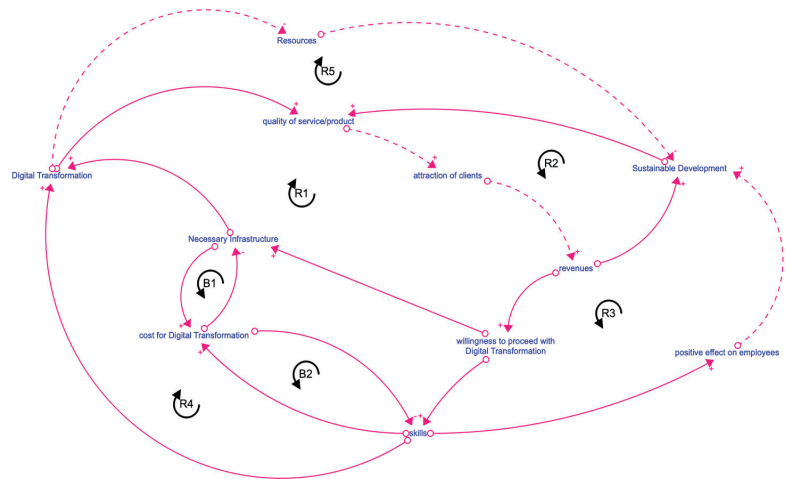 -
Resources
R5
+
+
quality of service/product
R2
+
attraction of clients
-
Sustainable Development
+
+
+
Digital Transformation
+
R1
Necessary Infrastructure
-
+
+
revenues
B1
R3
+
cost for Digital Transformation
+
+
willingness to proceed with
Digital Transformation
positive effect on employees
+
B2
R4
-
+
skills